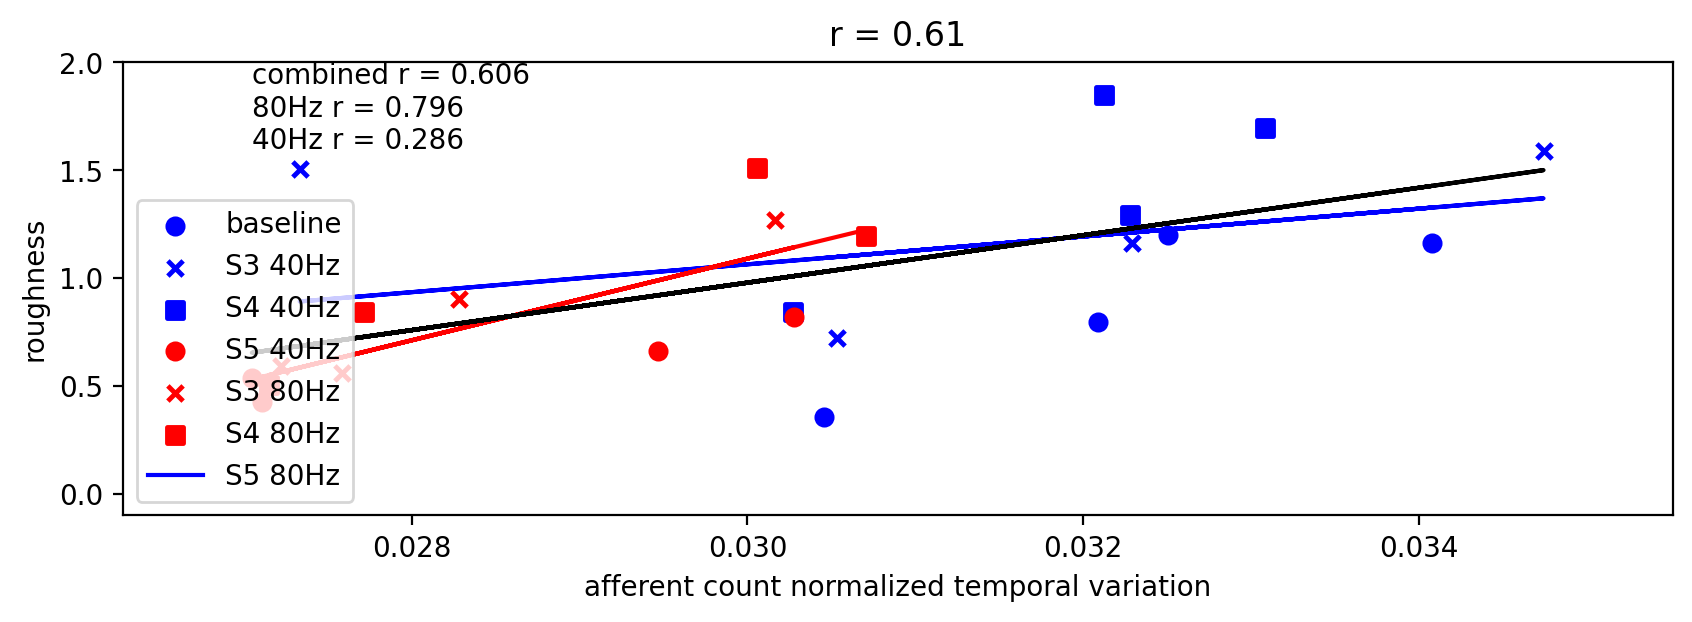 r = 0.61
combined r = 0.606
80Hz r = 0.796
40Hz r = 0.286
2.0
1.5
1.0
0.5
0.0
roughness
baseline
S3 40Hz
S4 40Hz
S5 40Hz
S3 80Hz
S4 80Hz
S5 80Hz
0.028
0.030
0.032
0.034
afferent count normalized temporal variation